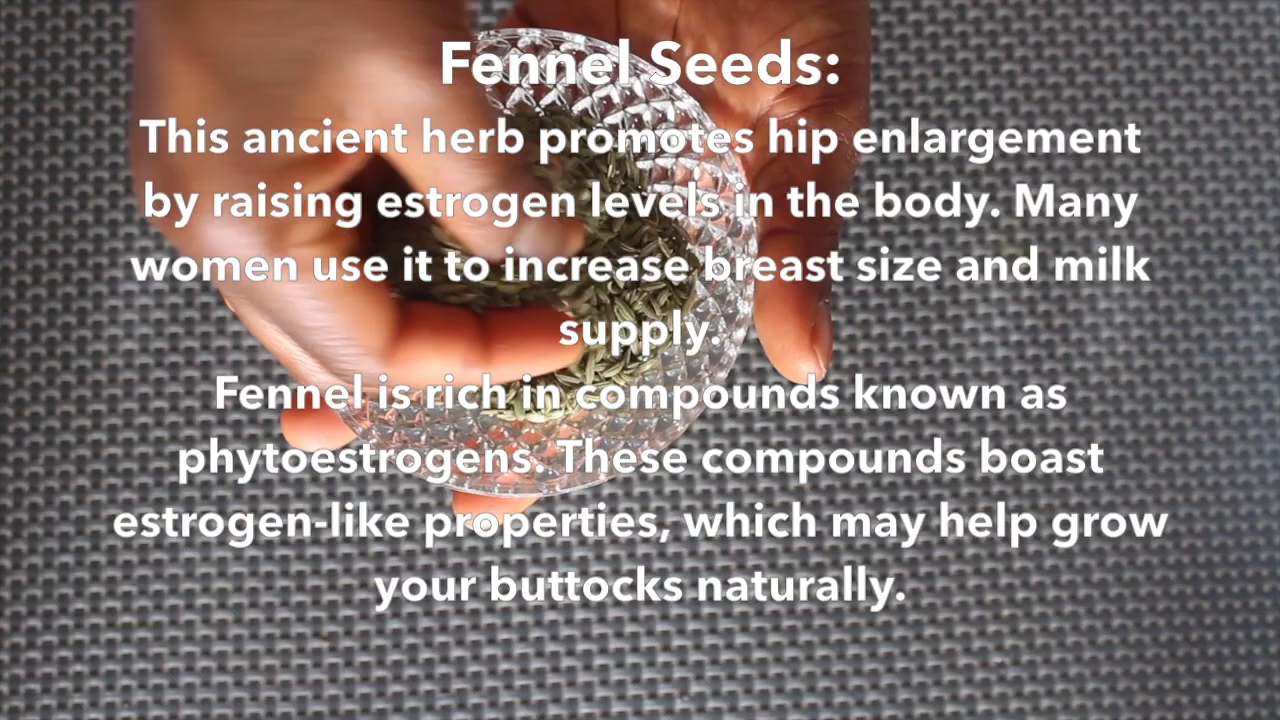 Fennel Seeds:
This ancient herb promotes hip enlargement
by raising estrogen levels in the body. Many
women use it to increase breast size and milk
supply.
Fennel is rich in compounds known as
phytoestrogens. These compounds boast
estrogen-like properties, which may help grow
your buttocks naturally.